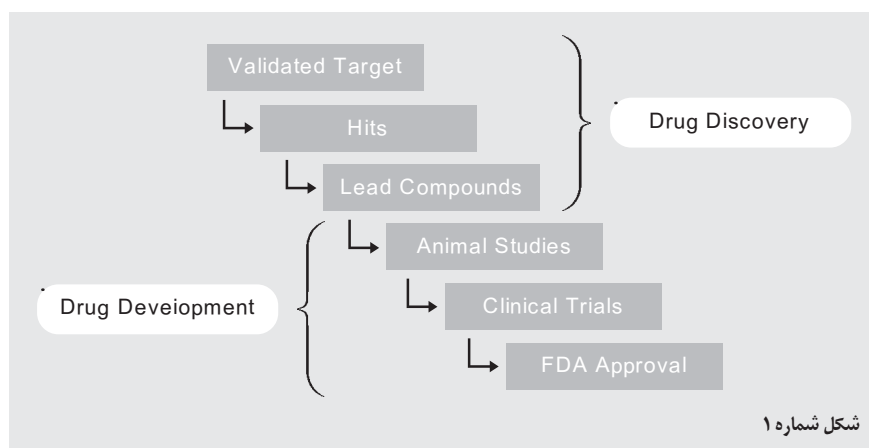 Validated Target
Hits
Drug Discovery
Lead Compounds
Animal Studies
Drug Deveiopment
Clinical Trials
FDA Approval
شکل شماره ۱